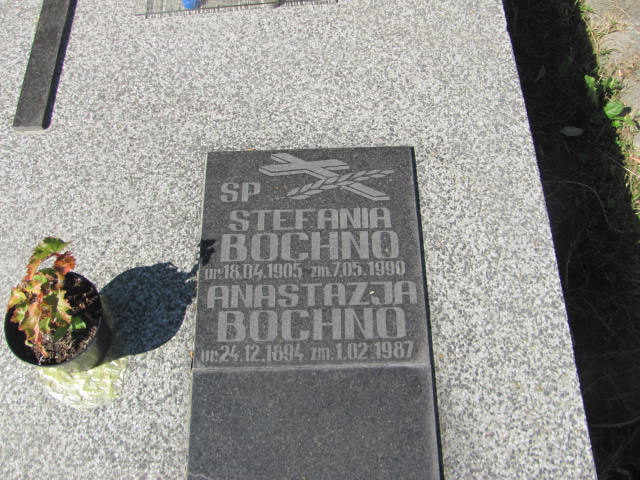 ŚP
STEFANIA
BOCHNO
ur.18.04.1905 zm.7.05.1990
ANASTAZJA
BOCHNO
ur.24.12.1894 zm.1.02.1987